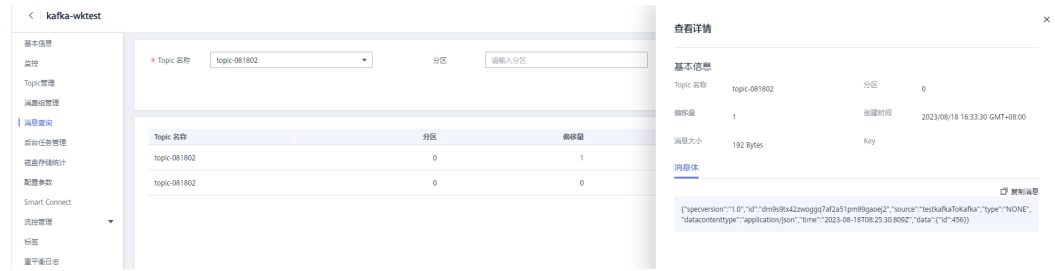 kafka-wktest
基本信息
监控
Topic管理
消费组管理
消息查询
后台任务管理
磁盘存储统计
配置参数
Smart Connect
流控管理
标签
重平衡日志
* Topic 名称 topic-081802 分区 请输入分区
Topic 名称 分区 偏移量
topic-081802 0 1
topic-081802 0 0
查看详情
基本信息
Topic 名称 topic-081802 分区 0
偏移量 1 创建时间 2023/08/18 16:33:30 GMT+08:00
消息大小 192 Bytes Key
消息体
复制消息
{"specversion":"1.0","id":"dm9s9tx42zwoggq7af2a51pm89gaoej2","source":"testkafkaToKafka","type":"NONE",
"datacontenttype":"application/json","time":"2023-08-18T08:25:30.809Z","data":{"id":456}}